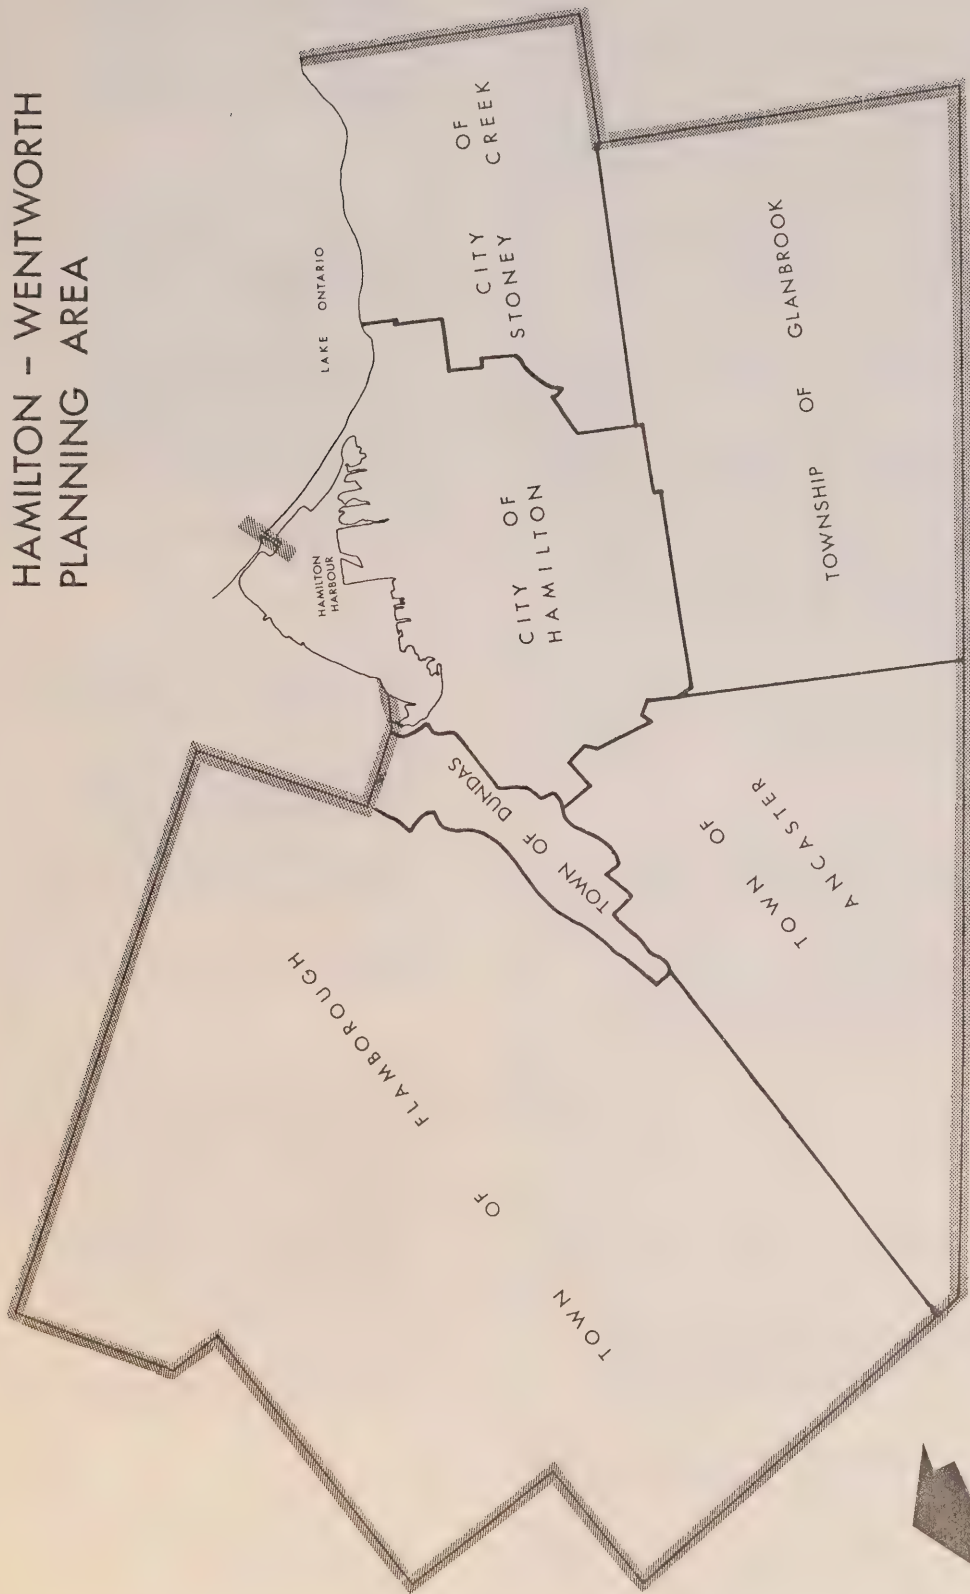 HAMILTON – WENTWORTH
PLANNING AREA
LAKE ONTARIO
HAMILTON
HARBOUR
CITY OF
STONEY CREEK
CITY OF
HAMILTON
TOWNSHIP OF GLANBROOK
TOWN OF DUNDAS
TOWN OF
ANCASTER
TOWN OF FLAMBOROUGH